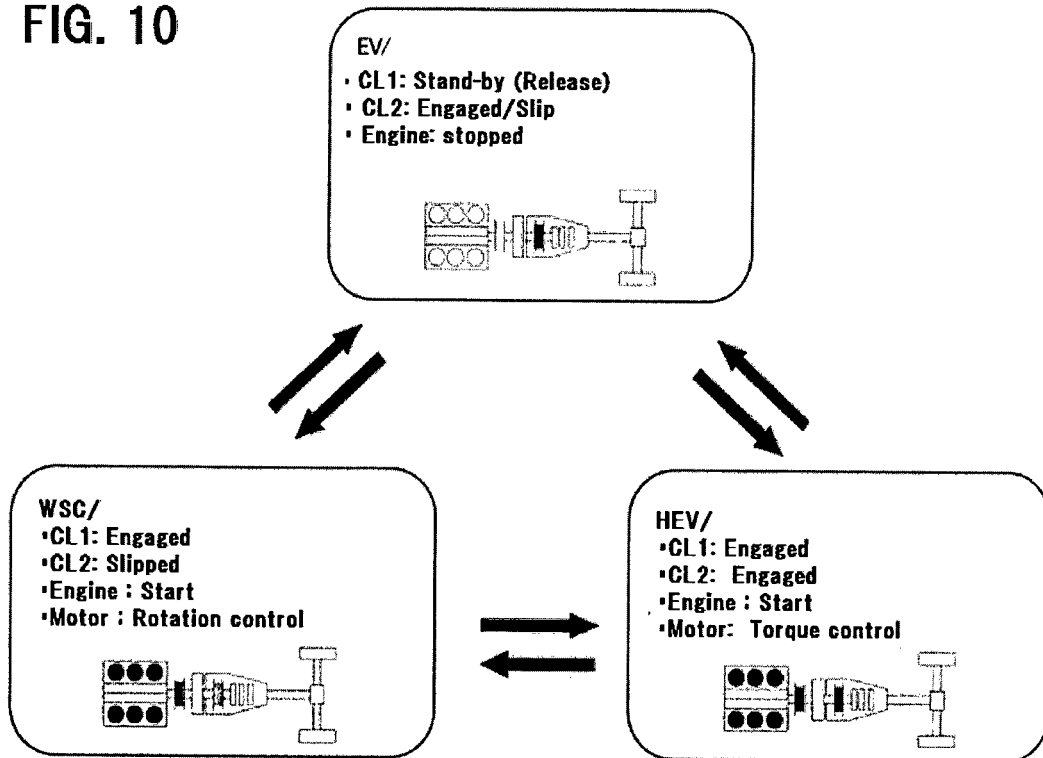 FIG. 10
EV/
· CL1: Stand-by (Release)
· CL2: Engaged/Slip
· Engine: stopped
WSC/
·CL1: Engaged
·CL2: Slipped
·Engine : Start
·Motor : Rotation control
HEV/
·CL1: Engaged
·CL2: Engaged
·Engine : Start
·Motor: Torque control